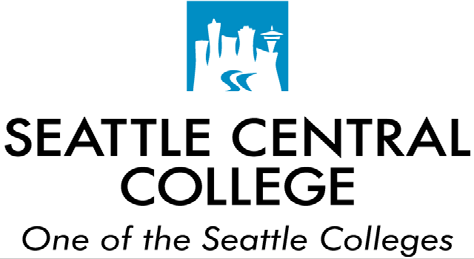 SEATTLE CENTRAL
COLLEGE
One of the Seattle Colleges